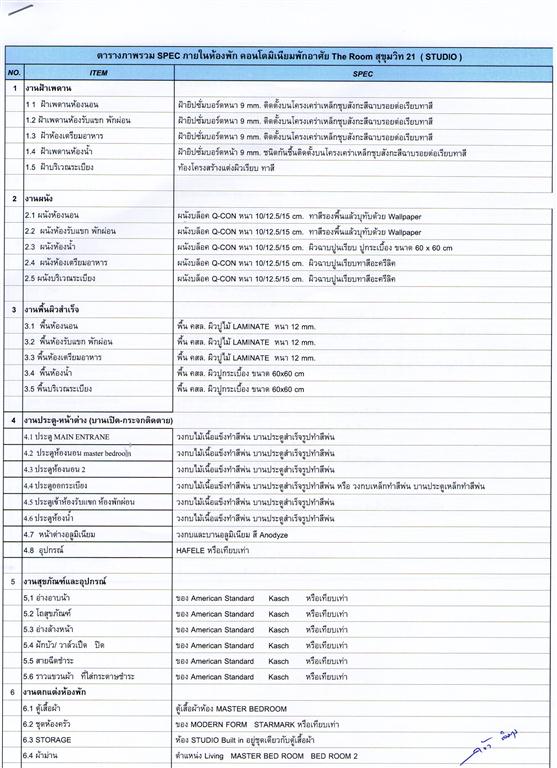 ตารางภาพรวม SPEC ภายในห้องพัก คอนโดมิเนียมพักอาศัย The Room สุขุมวิท 21 ( STUDIO )
NO. ITEM SPEC
1 งานฝ้าเพดาน
1 1 ฝ้าเพดานห้องนอน ฝ้ายิปซั่มบอร์ดหนา 9 mm. ติดตั้งบนโครงเคร่าเหล็กชุบสังกะสีฉาบรอยต่อเรียบทาสี
1.2 ฝ้าเพดานห้องรับแขก พักผ่อน ฝ้ายิปซั่มบอร์ดหนา 9 mm. ติดตั้งบนโครงเคร่าเหล็กชุบสังกะสีฉาบรอยต่อเรียบทาสี
1.3 ฝ้าห้องเตรียมอาหาร ฝ้ายิปซั่มบอร์ดหนา 9 mm. ติดตั้งบนโครงเคร่าเหล็กชุบสังกะสีฉาบรอยต่อเรียบทาสี
1.4 ฝ้าเพดานห้องน้ำ ฝ้ายิปซั่มบอร์ดหน้า 9 mm. ชนิดกันชื้นติดตั้งบนโครงเคร่าเหล็กชุบสังกะสีฉาบรอยต่อเรียบทาสี
1.5 ฝ้าบริเวณระเบียง ท้องโครงสร้างแต่งผิวเรียบ ทาสี
2 งานผนัง
2.1 ผนังห้องนอน ผนังบล็อค Q-CON หนา 10/12.5/15 cm. ทาสีรองพื้นแล้วบุทับด้วย Wallpaper
2.2 ผนังห้องรับแขก พักผ่อน ผนังบล็อค Q-CON หนา 10/12.5/15 cm. ทาสีรองพื้นแล้วบุทับด้วย Wallpaper
2.3 ผนังห้องน้ำ ผนังบล็อค Q-CON หนา 10/12.5/15 cm. ผิวฉาบปูนเรียบ ปูกระเบื้อง ขนาด 60 x 60 cm
2.4 ผนังห้องเตรียมอาหาร ผนังบล็อค Q-CON หนา 10/12.5/15 cm. ผิวฉาบปูนเรียบทาสีอะครีลิค
2.5 ผนังบริเวณระเบียง ผนังบล็อค Q-CON หนา 10/12.5/15 cm. ผิวฉาบปูนเรียบทาสีอะครีลิค
3 งานพื้นผิวสำเร็จ
3.1 พื้นห้องนอน พื้น คสล. ผิวปูไม้ LAMINATE หนา 12 mm.
3.2 พื้นห้องรับแขก พักผ่อน พื้น คสล. ผิวปูไม้ LAMINATE หนา 12 mm.
3.3 พื้นห้องเตรียมอาหาร พื้น คสล. ผิวปูไม้ LAMINATE หนา 12 mm.
3.4 พื้นห้องน้ำ พื้น คสล. ผิวปูกระเบื้อง ขนาด 60x60 cm
3.5 พื้นบริเวณระเบียง พื้น คสล. ผิวปูกระเบื้อง ขนาด 60x60 cm
4 งานประตู-หน้าต่าง (บานเปิด-กระจกติดตาย)
4.1 ประตู MAIN ENTRANE วงกบไม้เนื้อแข็งทำสีพ่น บานประตูสำเร็จรูปทำสีพ่น
4.2 ประตูห้องนอน master bedroom วงกบไม้เนื้อแข็งทำสีพ่น บานประตูสำเร็จรูปทำสีพ่น
4.3 ประตูห้องนอน 2 วงกบไม้เนื้อแข็งทำสีพ่น บานประตูสำเร็จรูปทำสีพ่น
4.4 ประตูออกระเบียง วงกบไม้เนื้อแข็งทำสีพ่น บานประตูสำเร็จรูปทำสีพ่น หรือ วงกบเหล็กทำสีพ่น บานประตูเหล็กทำสีพ่น
4.5 ประตูเข้าห้องรับแขก ห้องพักผ่อน วงกบไม้เนื้อแข็งทำสีพ่น บานประตูสำเร็จรูปทำสีพ่น
4.6 ประตูห้องน้ำ วงกบไม้เนื้อแข็งทำสีพ่น บานประตูสำเร็จรูปทำสีพ่น
4.7 หน้าต่างอลูมิเนียม วงกบและบานอลูมิเนียม สี Anodyze
4.8 อุปกรณ์ HAFELE หรือเทียบเท่า
5 งานสุขภัณฑ์และอุปกรณ์
5,1 อ่างอาบน้ำ ของ American Standard Kasch หรือเทียบเท่า
5.2 โถสุขภัณฑ์ ของ American Standard Kasch หรือเทียบเท่า
5.3 อ่างล้างหน้า ของ American Standard Kasch หรือเทียบเท่า
5.4 ฝักบัว/ วาล์วเปิด ปิด ของ American Standard Kasch หรือเทียบเท่า
5.5 สายฉีดชำระ ของ American Standard Kasch หรือเทียบเท่า
5.6 ราวแขวนผ้า ที่ใส่กระดาษชำระ ของ American Standard Kasch หรือเทียบเท่า
6 งานตกแต่งห้องพัก
6.1 ตู้เสื้อผ้า ตู้เสื้อผ้าห้อง MASTER BEDROOM
6.2 ชุดห้องครัว ของ MODERN FORM STARMARK หรือเทียบเท่า
6.3 STORAGE ห้อง STUDIO Built in อยู่ชุดเดียวกับตู้เสื้อผ้า
6.4 ผ้าม่าน ตำแหน่ง Living MASTER BED ROOM BED ROOM 2